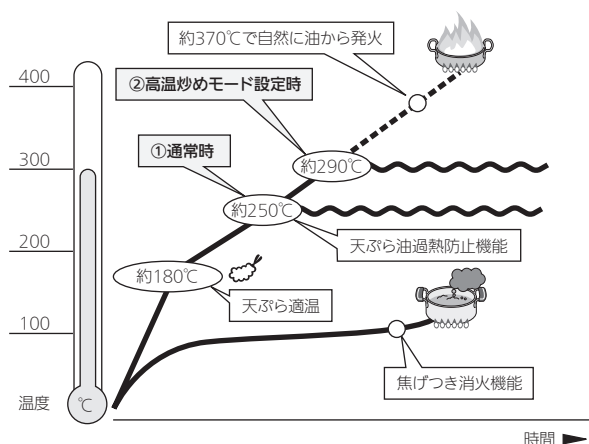 約370℃で自然に油から発火
400
②高温炒めモード設定時
300
約290℃
①通常時
約250℃
200
天ぷら油過熱防止機能
約180℃
天ぷら適温
100
焦げつき消火機能
温度
℃
時間